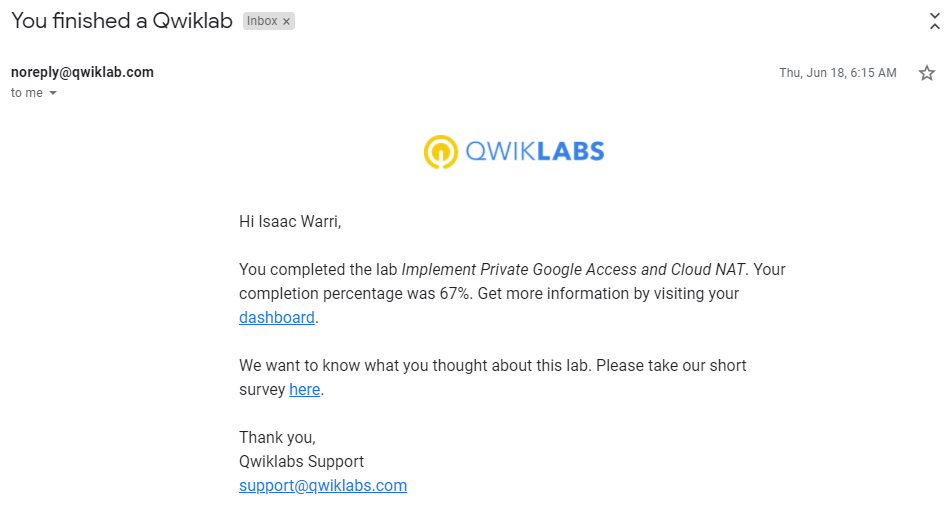 You finished a Qwiklab Inbox ×
noreply@qwiklab.com Thu, Jun 18, 6:15 AM
to me
QWIKLABS
Hi Isaac Warri,
You completed the lab Implement Private Google Access and Cloud NAT. Your
completion percentage was 67%. Get more information by visiting your
dashboard.
We want to know what you thought about this lab. Please take our short
survey here.
Thank you,
Qwiklabs Support
support@qwiklabs.com